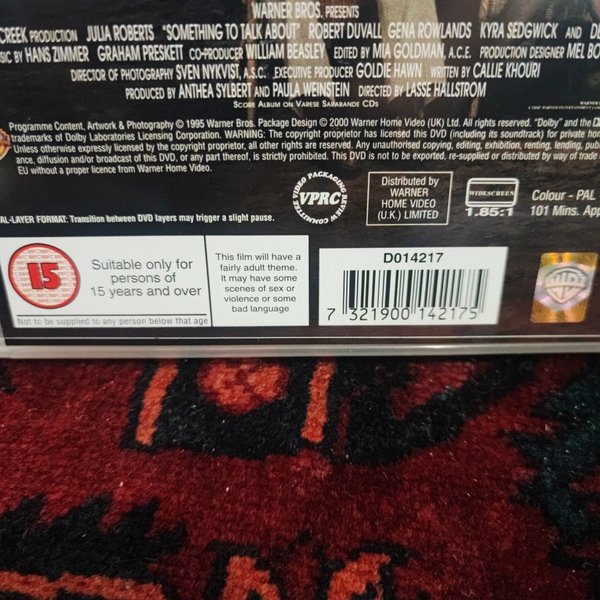 WARNER BROS. PRESENTS
CREEK PRODUCTION JULIA ROBERTS "SOMETHING TO TALK ABOUT" ROBERT DUVALL GENA ROWLANDS KYRA SEDGWICK AND
BY HANS ZIMMER GRAHAM PRESKETT CO-PRODUCER WILLIAM BEASLEY EDITED BY MIA GOLDMAN, A.C.E. PRODUCTION DESIGNER MEL
DIRECTOR OF PHOTOGRAPHY SVEN NYKVIST, A.S.C. EXECUTIVE PRODUCER GOLDIE HAWN WRITTEN BY CALLIE KHOURI
PRODUCED BY ANTHEA SYLBERT AND PAULA WEINSTEIN DIRECTED BY LASSE HALLSTROM
SCORE ALBUM ON VARESE SARABANDE CDS
Programme Content, Artwork & Photography © 1995 Warner Bros. Package Design © 2000 Warner Home Video (UK) Ltd. All rights reserved. "Dolby" and the
trademarks of Dolby Laboratories Licensing Corporation. WARNING: The copyright proprietor has licensed this DVD (including its soundtrack) for private
Unless otherwise expressly licensed by the copyright proprietor, all other rights are reserved. Any unauthorised copying, editing, exhibition, renting, lending,
ance, diffusion and/or broadcast of this DVD, or any part thereof, is strictly prohibited. This DVD is not to be exported, re-supplied or distributed by way of trade
EU without a proper licence from Warner Home Video.
VIDEO PACKAGING REVIEW COMMITTEE
VPRC
Distributed by
WARNER
HOME VIDEO
(U.K.) LIMITED
WIDESCREEN
1.85:1
Colour - PAL
101 Mins.
AL-LAYER FORMAT: Transition between DVD layers may trigger a slight pause.
15
Suitable only for
persons of
15 years and over
Not to be supplied to any person below that age
This film will have a
fairly adult theme.
It may have some
scenes of sex or
violence or some
bad language
D014217
7 321900 142175